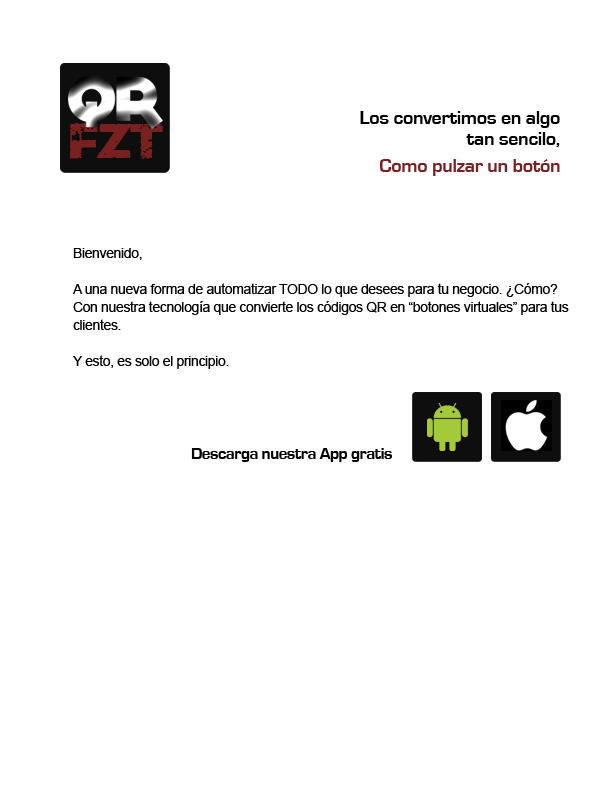 QR
FZT
Los convertimos en algo
tan sencilo,
Como pulzar un botón
Bienvenido,
A una nueva forma de automatizar TODO lo que desees para tu negocio. ¿Cómo?
Con nuestra tecnología que convierte los códigos QR en “botones virtuales” para tus
clientes.
Y esto, es solo el principio.
Descarga nuestra App gratis